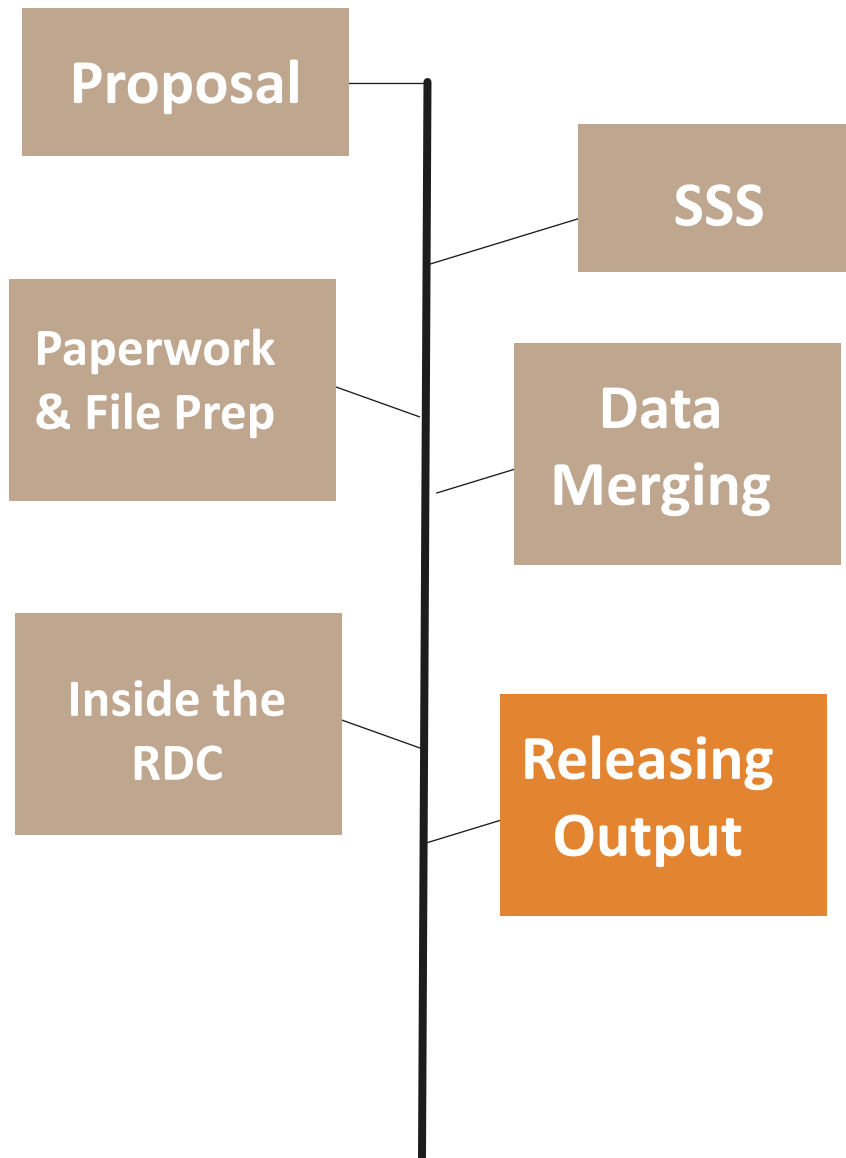 Proposal
SSS
Paperwork
& File Prep
Data
Merging
Inside the
RDC
Releasing
Output